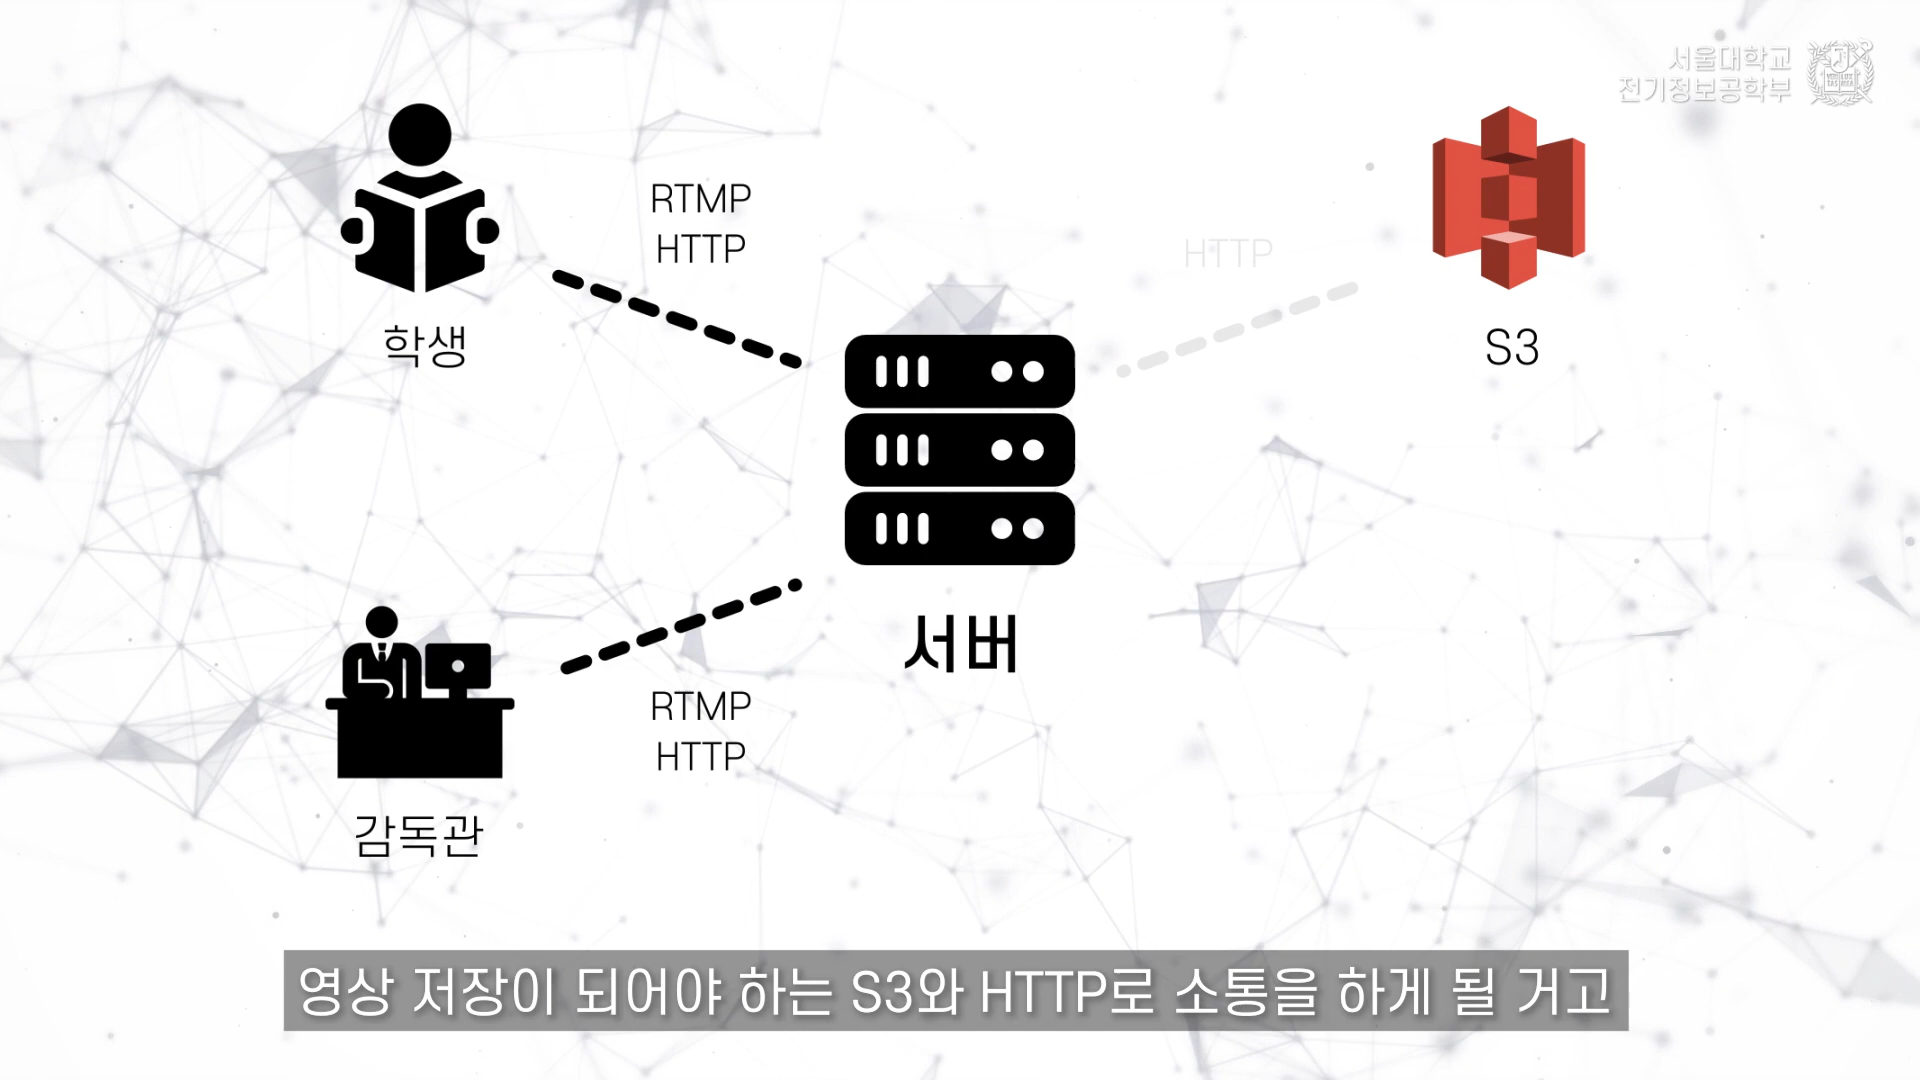 서울대학교
전기정보공학부
RTMP
HTTP
HTTP
학생
S3
서버
RTMP
HTTP
감독관
영상 저장이 되어야 하는 S3와 HTTP로 소통을 하게 될 거고